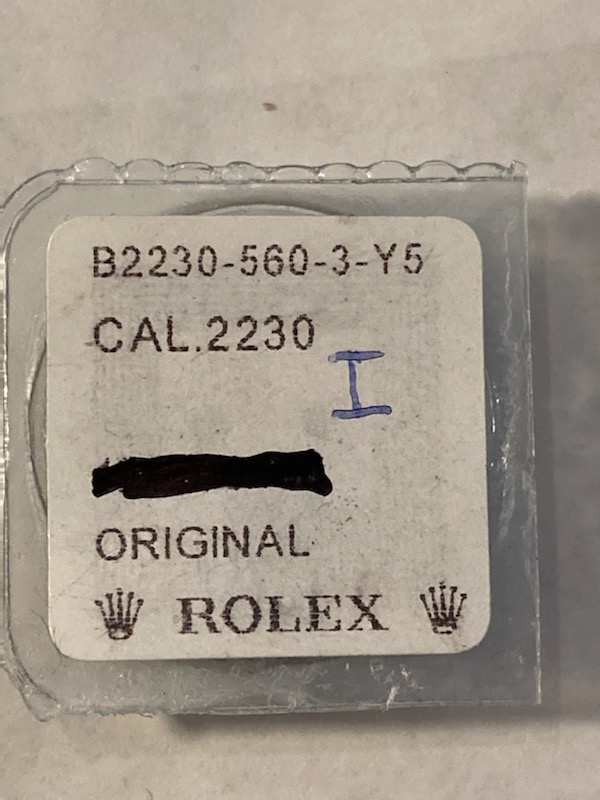 B2230-560-3-Y5
CAL.2230
I
ORIGINAL
ROLEX